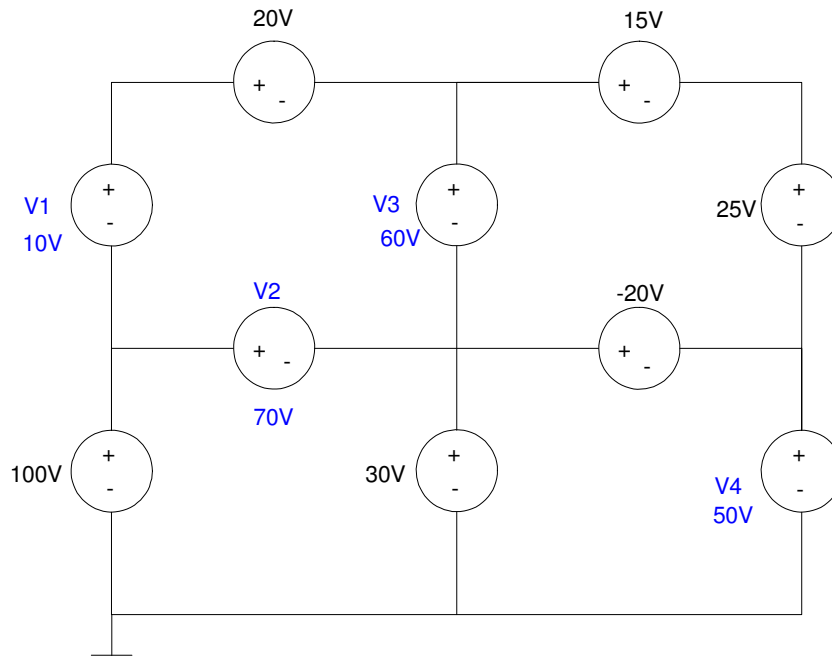 20V
15V
+ -
+ -
V1
10V
+
-
V3
60V
+
-
25V
+
-
V2
+ -
70V
-20V
+ -
100V
+
-
30V
+
-
V4
50V
+
-